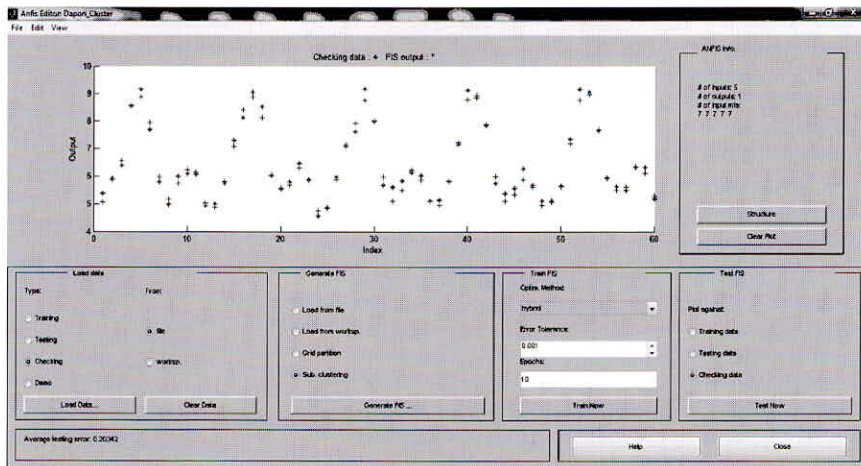 Anfis Editor: Dapori_Cluster
File Edit View
Checking data : + FIS output : *
10
9
8
7
6
5
4
Output
0 10 20 30 40 50 60
Index
ANFIS Info.
# of inputs: 5
# of outputs: 1
# of input mfs:
7 7 7 7 7
Structure
Clear Plot
Load data
Type:
From:
Training
Testing
Checking
Demo
file
worksp.
Load Data...
Clear Data
Generate FIS
Load from file
Load from worksp.
Grid partition
Sub. clustering
Generate FIS ...
Train FIS
Optim. Method:
hybrid
Error Tolerance:
0.001
Epochs:
10
Train Now
Test FIS
Plot against:
Training data
Testing data
Checking data
Test Now
Average testing error: 0.20342
Help
Close